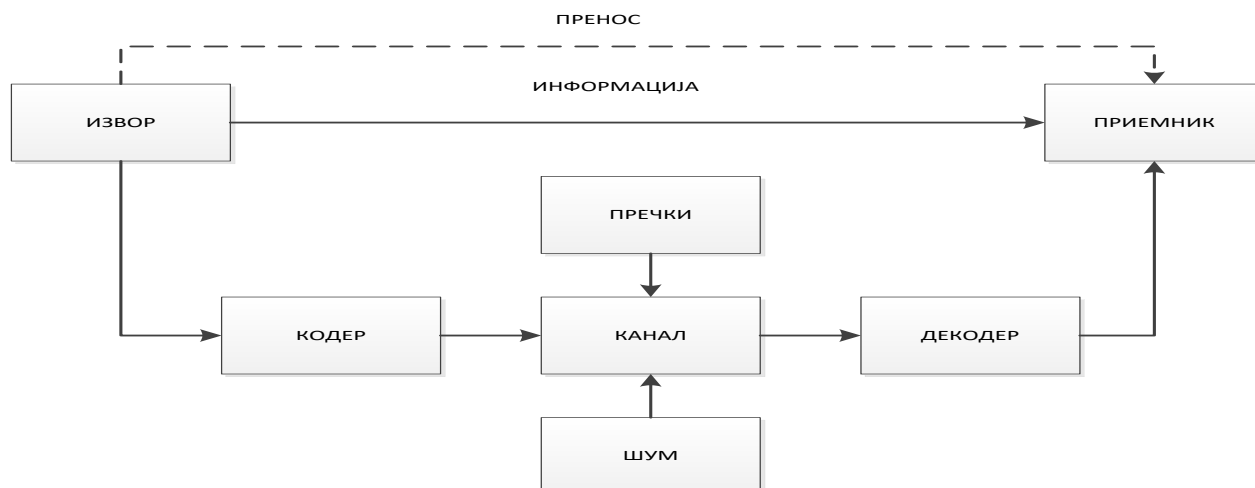 ПРЕНОС
ИНФОРМАЦИЈА
ИЗВОР
ПРИЕМНИК
ПРЕЧКИ
КОДЕР
КАНАЛ
ДЕКОДЕР
ШУМ